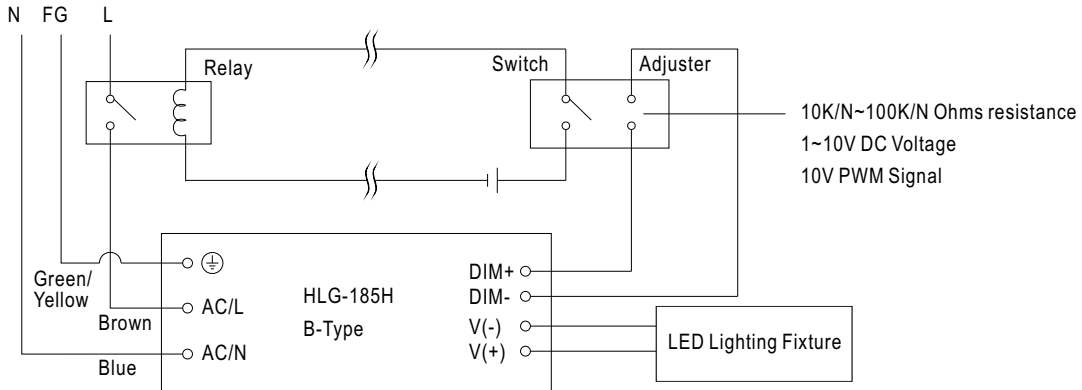 N FG L
Relay
Switch
Adjuster
10K/N~100K/N Ohms resistance
1~10V DC Voltage
10V PWM Signal
Green/
Yellow
Brown
Blue
AC/L
AC/N
HLG-185H
B-Type
DIM+
DIM-
V(-)
V(+)
LED Lighting Fixture